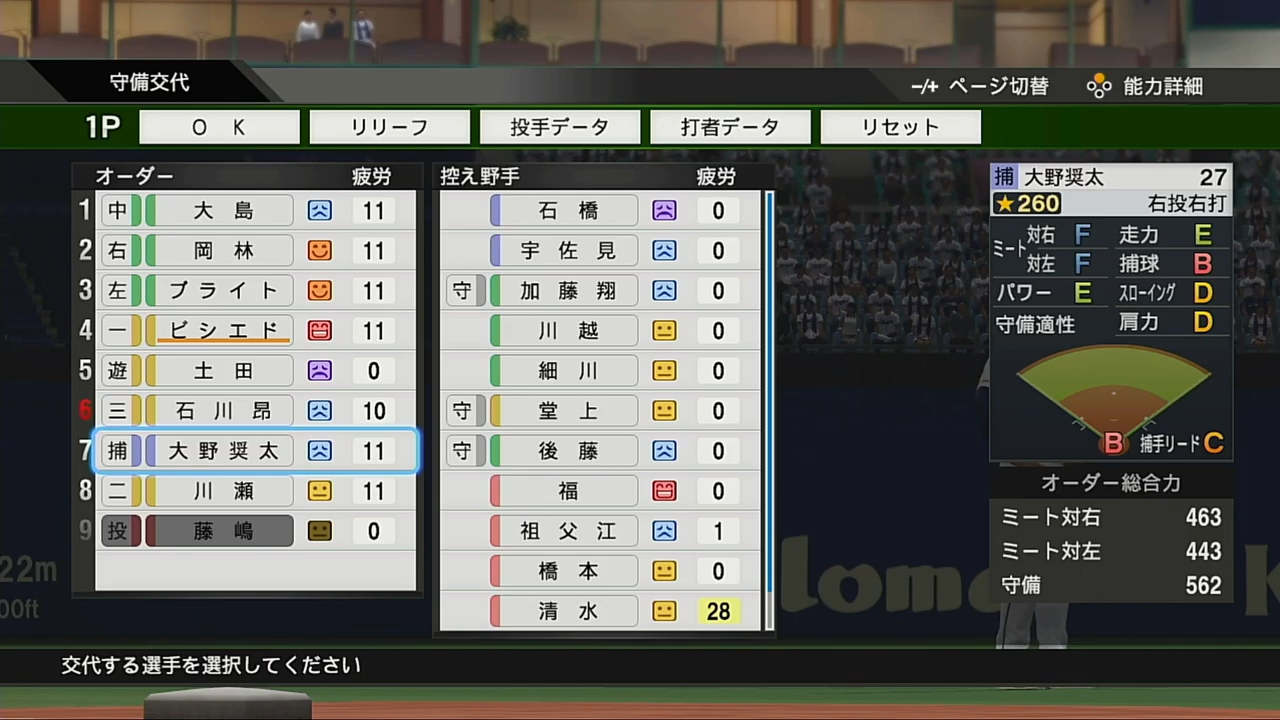 守備交代
-/+ ページ切替 能力詳細
1P O K リリーフ 投手データ 打者データ リセット
オーダー 疲労
1 中 大島 11
2 右 岡林 11
3 左 ブライト 11
4 一 ビシエド 11
5 遊 土田 0
6 三 石川昂 10
7 捕 大野奨太 11
8 二 川瀬 11
9 投 藤嶋 0
控え野手 疲労
石橋 0
宇佐見 0
守 加藤翔 0
川越 0
細川 0
守 堂上 0
守 後藤 0
福 0
祖父江 1
橋本 0
清水 28
捕 大野奨太 27
★260 右投右打
ミート 対右 F 走力 E
対左 F 捕球 B
パワー E スローイング D
守備適性 肩力 D
B 捕手リード C
オーダー総合力
ミート対右 463
ミート対左 443
守備 562
22m
00ft
loma
交代する選手を選択してください